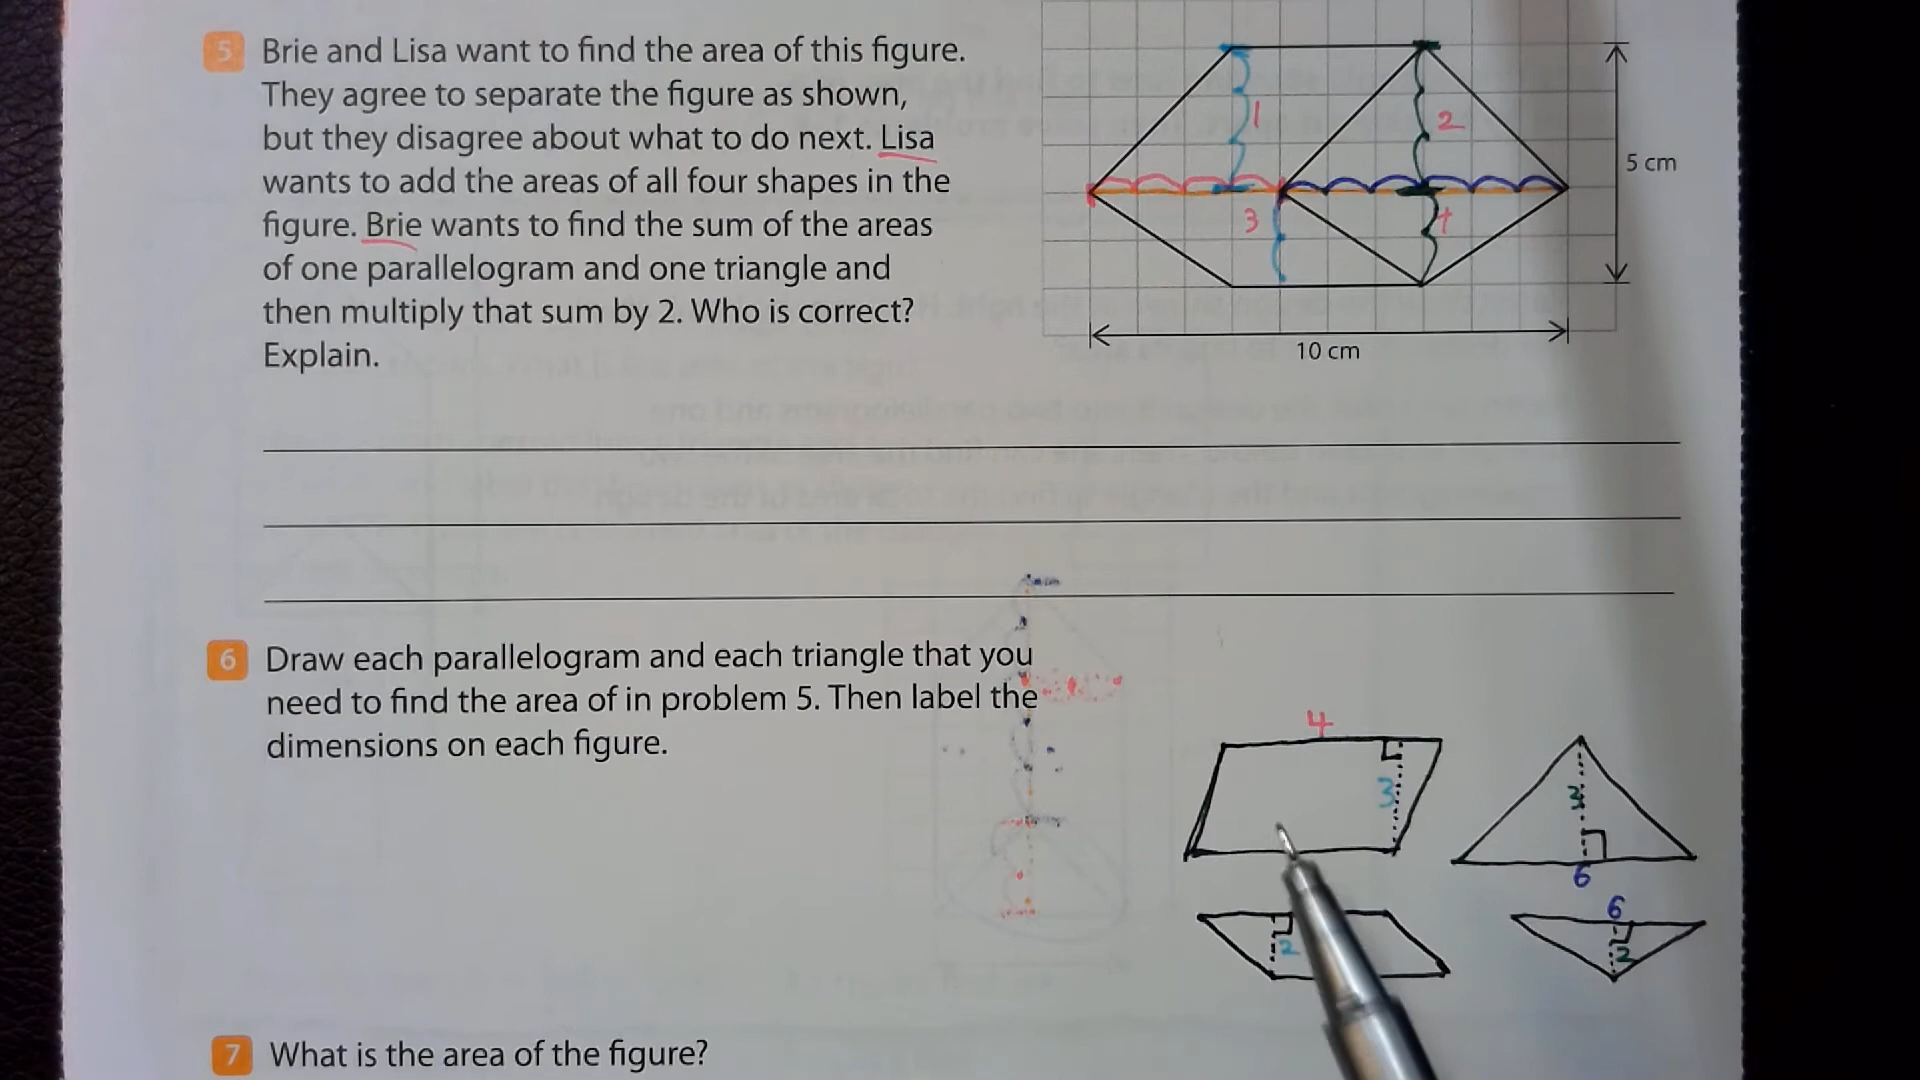 5 Brie and Lisa want to find the area of this figure.
They agree to separate the figure as shown,
but they disagree about what to do next. Lisa
wants to add the areas of all four shapes in the
figure. Brie wants to find the sum of the areas
of one parallelogram and one triangle and
then multiply that sum by 2. Who is correct?
Explain.
1
2
5 cm
3
4
10 cm
6 Draw each parallelogram and each triangle that you
need to find the area of in problem 5. Then label the
dimensions on each figure.
4
3
3
6
6
2
2
7 What is the area of the figure?